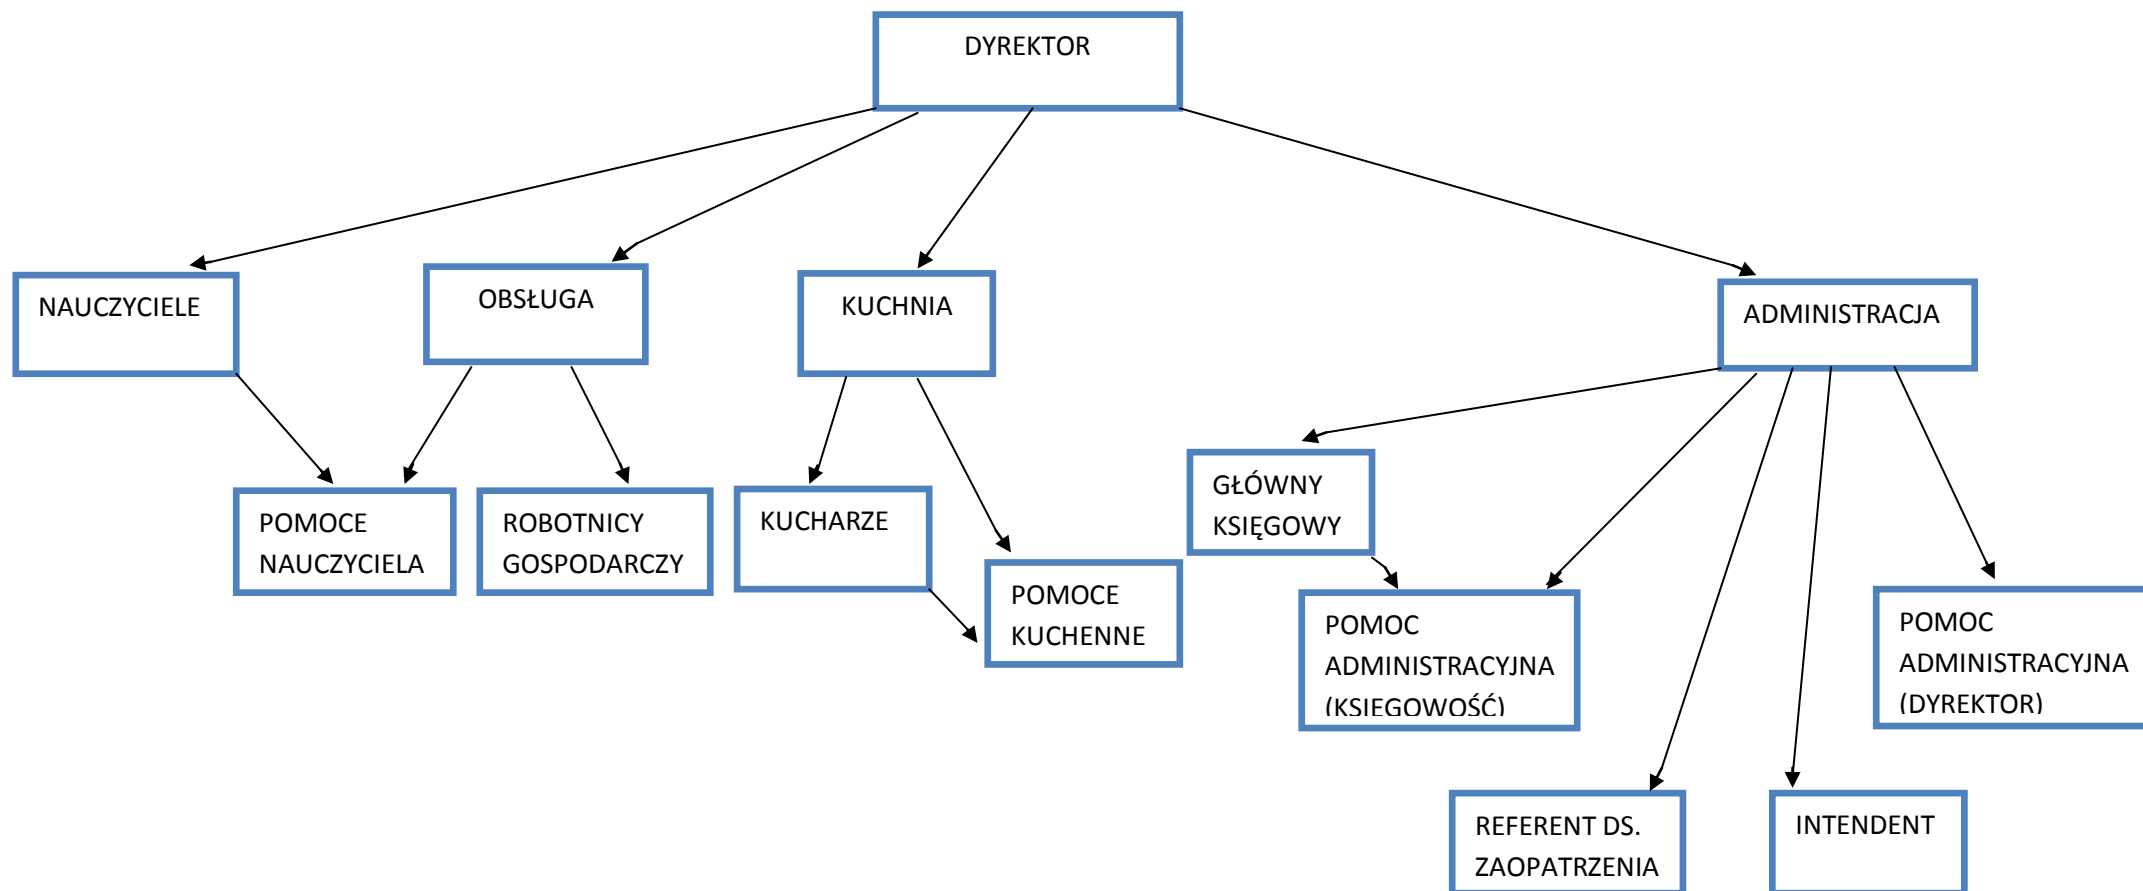 DYREKTOR
NAUCZYCIELE
OBSŁUGA
KUCHNIA
ADMINISTRACJA
POMOCE
NAUCZYCIELA
ROBOTNICY
GOSPODARCZY
KUCHARZE
POMOCE
KUCHENNE
GŁÓWNY
KSIĘGOWY
POMOC
ADMINISTRACYJNA
(KSIĘGOWOŚĆ)
POMOC
ADMINISTRACYJNA
(DYREKTOR)
REFERENT DS.
ZAOPATRZENIA
INTENDENT